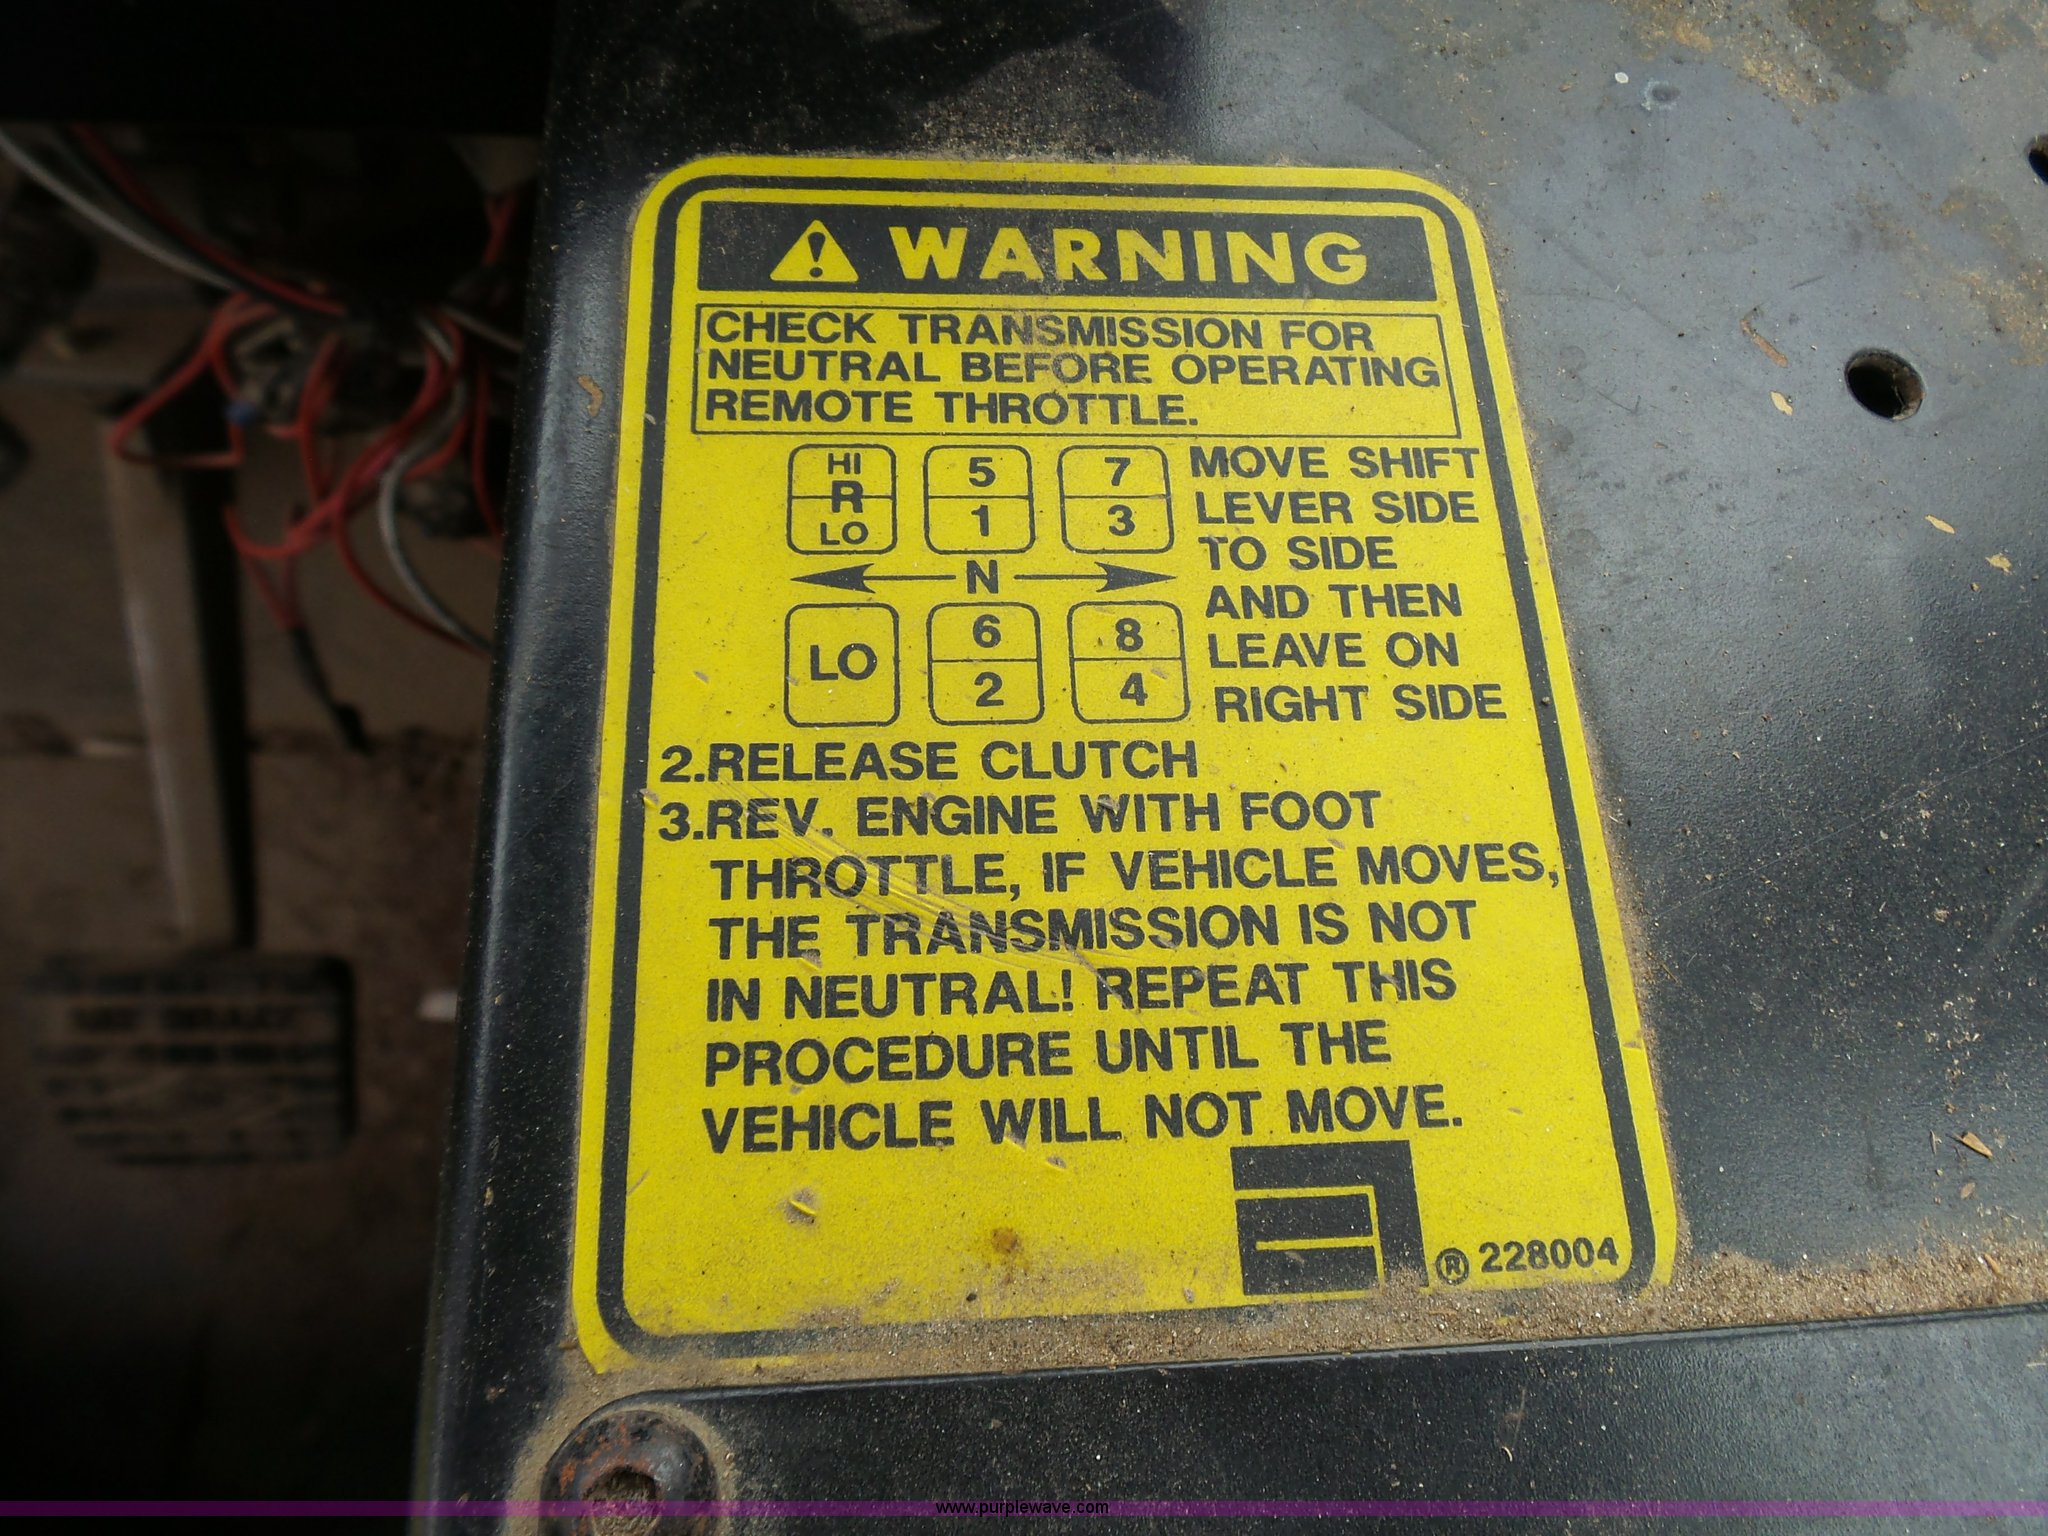 WARNING
CHECK TRANSMISSION FOR
NEUTRAL BEFORE OPERATING
REMOTE THROTTLE.
HI 5 7
R
LO 1 3
N
LO 6 8
2 4
MOVE SHIFT
LEVER SIDE
TO SIDE
AND THEN
LEAVE ON
RIGHT SIDE
2.RELEASE CLUTCH
3.REV. ENGINE WITH FOOT
THROTTLE, IF VEHICLE MOVES,
THE TRANSMISSION IS NOT
IN NEUTRAL! REPEAT THIS
PROCEDURE UNTIL THE
VEHICLE WILL NOT MOVE.
® 228004
www.purplewave.com